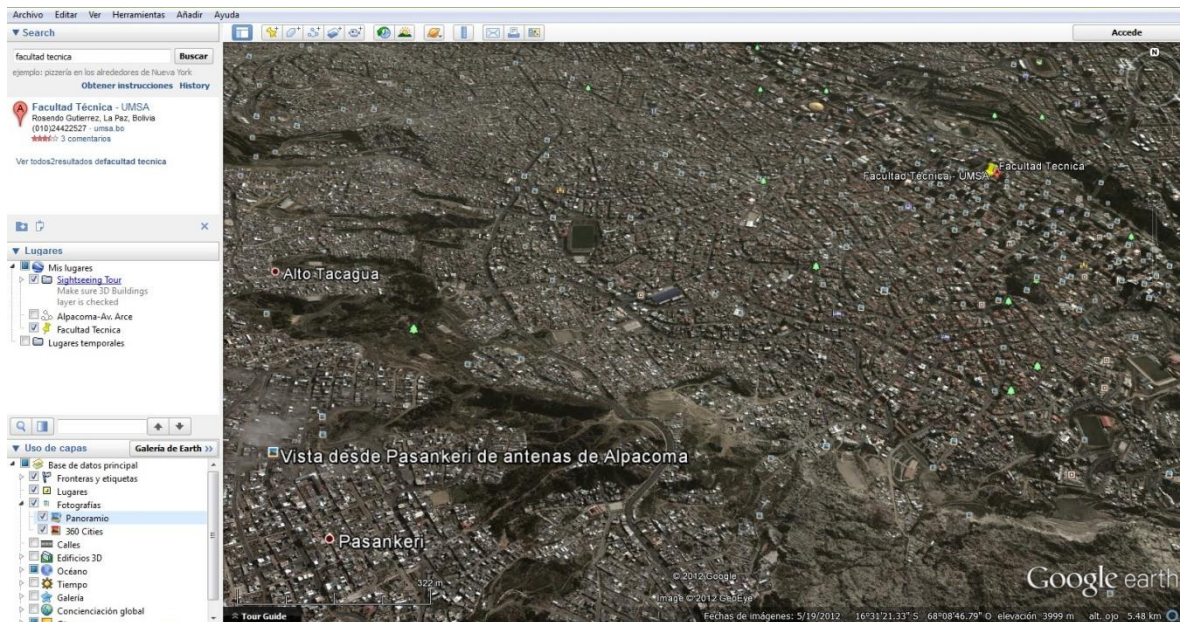 Archivo Editar Ver Herramientas Añadir Ayuda
Search
facultad tecnica
Buscar
ejemplo: pizzería en los alrededores de Nueva York
Obtener instrucciones History
A
Facultad Técnica - UMSA
Rosendo Gutierrez, La Paz, Bolivia
(010)24422527 - umsa.bo
3 comentarios
Ver todos2resultados defacultad tecnica
Lugares
Mis lugares
Sightseeing Tour
Make sure 3D Buildings
layer is checked
Alpacoma-Av. Arce
Facultad Tecnica
Lugares temporales
Uso de capas
Galería de Earth >>
Base de datos principal
Fronteras y etiquetas
Lugares
Fotografías
Panoramio
360 Cities
Calles
Edificios 3D
Océano
Tiempo
Galería
Concienciación global
Accede
N
Facultad Tecnica
Facultad Técnica - UMSA
Alto Tacagua
Vista desde Pasankeri de antenas de Alpacoma
Pasankeri
322 m
© 2012 Google
Image © 2012 GeoEye
Google earth
Tour Guide
Fechas de imágenes: 5/19/2012 16°31'21.33" S 68°08'46.79" O elevación 3999 m alt. ojo 5.48 km